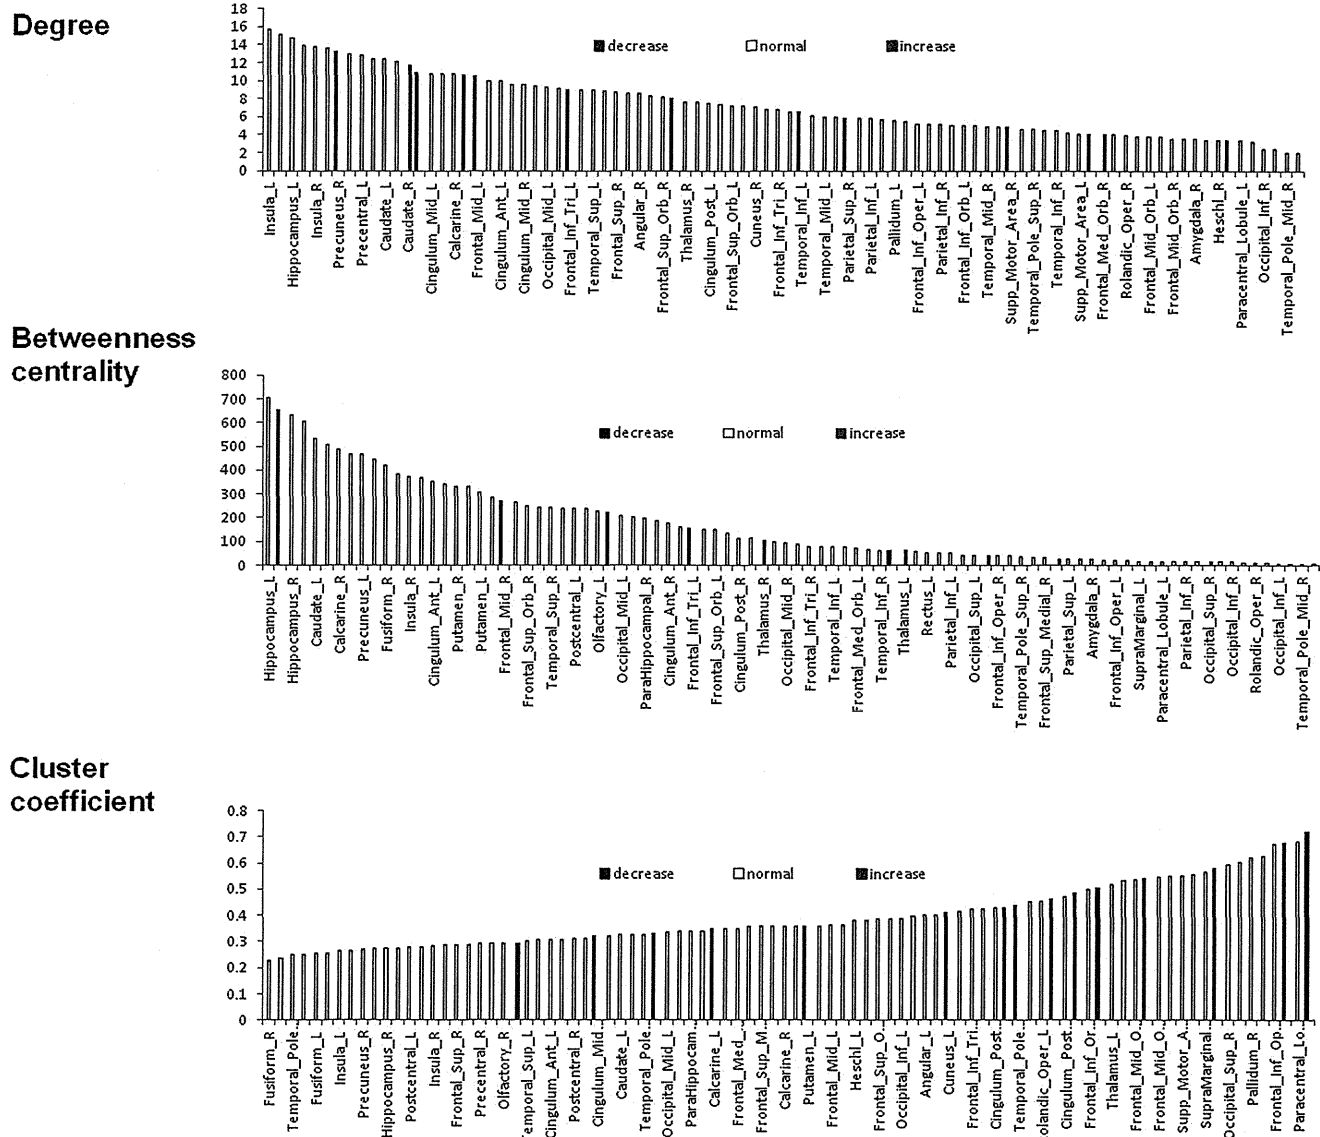 Degree
18
16
14
12
10
8
6
4
2
0
decrease normal increase
Insula_L
Hippocampus_L
Insula_R
Precuneus_R
Precentral_L
Caudate_L
Caudate_R
Cingulum_Mid_L
Calcarine_R
Frontal_Mid_L
Cingulum_Ant_L
Cingulum_Mid_R
Occipital_Mid_L
Frontal_Inf_Tri_L
Temporal_Sup_L
Frontal_Sup_R
Angular_R
Frontal_Sup_Orb_R
Thalamus_R
Cingulum_Post_L
Frontal_Sup_Orb_L
Cuneus_R
Frontal_Inf_Tri_R
Temporal_Inf_L
Temporal_Mid_L
Parietal_Sup_R
Parietal_Inf_L
Pallidum_L
Frontal_Inf_Oper_L
Parietal_Inf_R
Frontal_Inf_Orb_L
Temporal_Mid_R
Supp_Motor_Area_R
Temporal_Pole_Sup_R
Temporal_Inf_R
Supp_Motor_Area_L
Frontal_Med_Orb_R
Rolandic_Oper_L
Frontal_Mid_Orb_L
Frontal_Mid_Orb_R
Amygdala_R
Heschl_R
Paracentral_Lobule_L
Occipital_Inf_R
Temporal_Pole_Mid_R
Betweenness
centrality
800
700
600
500
400
300
200
100
0
decrease normal increase
Hippocampus_L
Hippocampus_R
Caudate_L
Calcarine_R
Precuneus_L
Fusiform_R
Insula_R
Cingulum_Ant_L
Putamen_R
Putamen_L
Frontal_Mid_R
Frontal_Sup_Orb_R
Temporal_Sup_R
Postcentral_L
Olfactory_L
Occipital_Mid_L
ParaHippocampal_R
Cingulum_Ant_R
Frontal_Inf_Tri_L
Frontal_Sup_Orb_L
Cingulum_Post_R
Thalamus_R
Occipital_Mid_R
Frontal_Inf_Tri_R
Temporal_Inf_L
Frontal_Med_Orb_L
Temporal_Inf_R
Thalamus_L
Rectus_L
Parietal_Inf_L
Occipital_Sup_L
Frontal_Inf_Oper_R
Temporal_Pole_Sup_R
Frontal_Sup_Medial_R
Parietal_Sup_L
Amygdala_R
Frontal_Inf_Oper_L
SupraMarginal_L
Paracentral_Lobule_L
Parietal_Inf_R
Occipital_Sup_R
Occipital_Inf_R
Rolandic_Oper_R
Occipital_Inf_L
Temporal_Pole_Mid_R
Cluster
coefficient
0.8
0.7
0.6
0.5
0.4
0.3
0.2
0.1
0
decrease normal increase
Fusiform_R
Temporal_Pole..
Fusiform_L
Insula_L
Precuneus_R
Hippocampus_R
Postcentral_L
Insula_R
Frontal_Sup_R
Precentral_R
Olfactory_R
Temporal_Sup_L
Cingulum_Ant_L
Postcentral_R
Cingulum_Mid..
Caudate_L
Temporal_Pole..
Occipital_Mid_L
ParaHippocam..
Calcarine_L
Frontal_Med_..
Frontal_Sup_M..
Calcarine_R
Putamen_L
Frontal_Mid_L
Heschl_L
Frontal_Sup_O..
Occipital_Inf_L
Angular_L
Cuneus_L
Frontal_Inf_Tri..
Cingulum_Post..
Temporal_Pole..
olandic_Oper_L
Cingulum_Post..
Frontal_Inf_Or..
Thalamus_L
Frontal_Mid_O..
Frontal_Mid_O..
Supp_Motor_A..
SupraMarginal..
Occipital_Sup_R
Pallidum_R
Frontal_Inf_Op..
Paracentral_Lo..